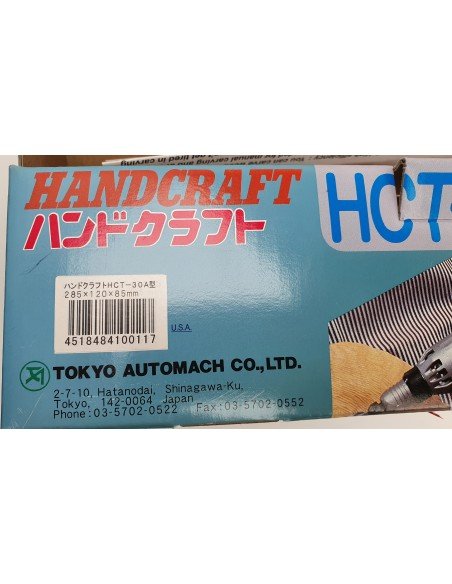 HANDCRAFT
ハンドクラフト
HCT-
ハンドクラフトHCT-30A型
285×120×85mm
4518484100117
U.S.A.
TOKYO AUTOMACH CO.,LTD.
2-7-10, Hatanodai, Shinagawa-Ku,
Tokyo, 142-0064 Japan
Phone:03-5702-0522 Fax:03-5702-0552